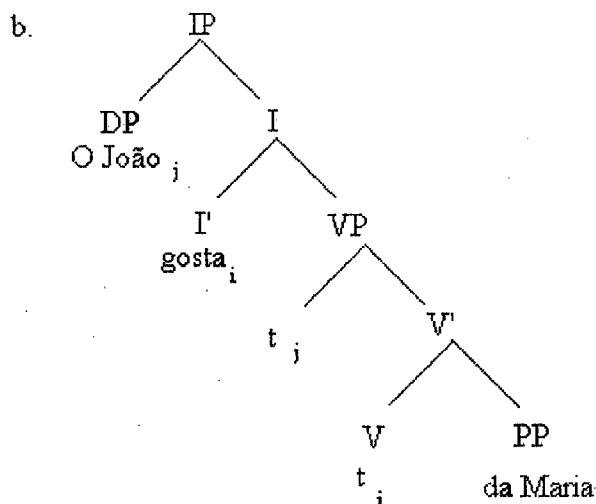 b.
IP
DP I
O João j
I' VP
gosta i
t j V'
V PP
t i da Maria